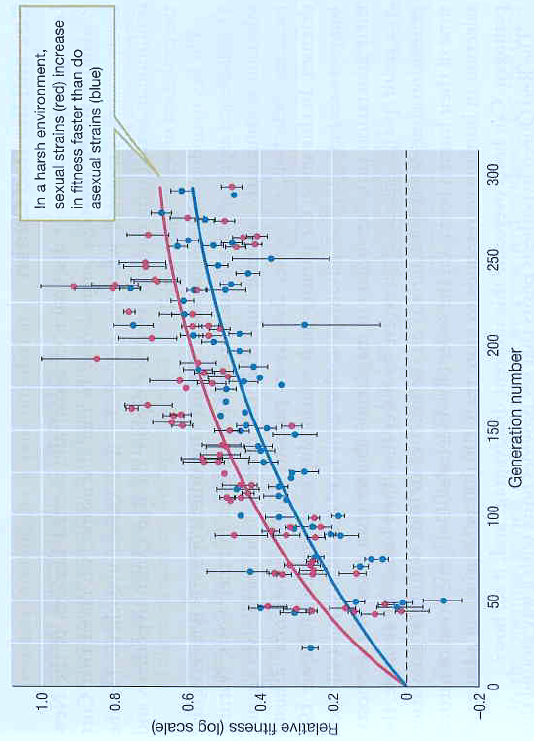 In a harsh environment,
sexual strains (red) increase
in fitness faster than do
asexual strains (blue)
Relative fitness (log scale)
1.0
0.8
0.6
0.4
0.2
0
–0.2
0
50
100
150
200
250
300
Generation number